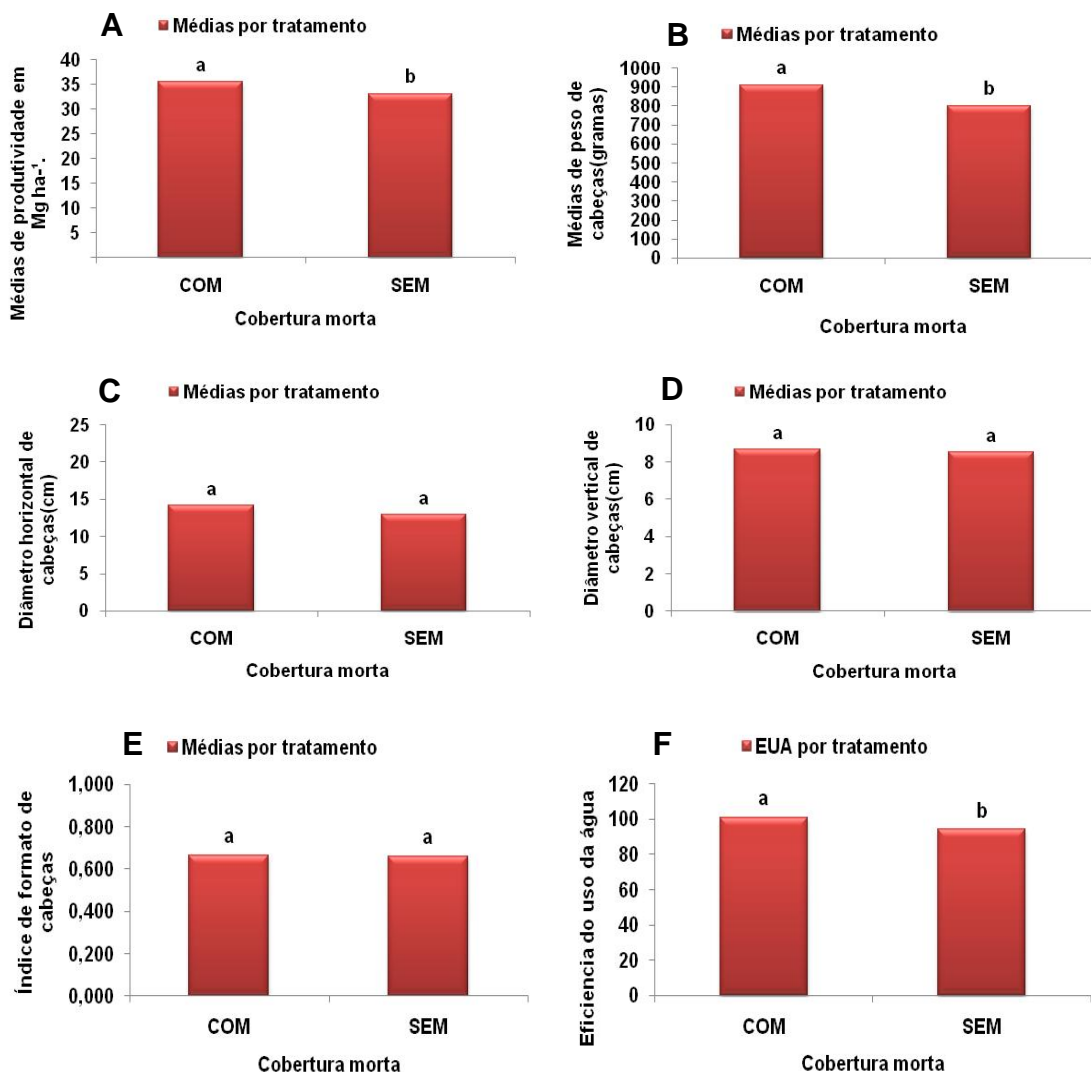 A
Médias por tratamento
Médias de produtividade em
Mg ha-¹.
40
35
30
25
20
15
10
5
a
b
COM
SEM
Cobertura morta
B
Médias por tratamento
Médias de peso de
cabeças(gramas)
1000
900
800
700
600
500
400
300
200
100
0
a
b
COM
SEM
Cobertura morta
C
Médias por tratamento
Diâmetro horizontal de
cabeças(cm)
25
20
15
10
5
0
a
a
COM
SEM
Cobertura morta
D
Médias por tratamento
Diâmetro vertical de
cabeças(cm)
10
8
6
4
2
0
a
a
COM
SEM
Cobertura morta
E
Médias por tratamento
Índice de formato de
cabeças
1,000
0,800
0,600
0,400
0,200
0,000
a
a
COM
SEM
Cobertura morta
F
EUA por tratamento
Eficiencia do uso da água
120
100
80
60
40
20
0
a
b
COM
SEM
Cobertura morta